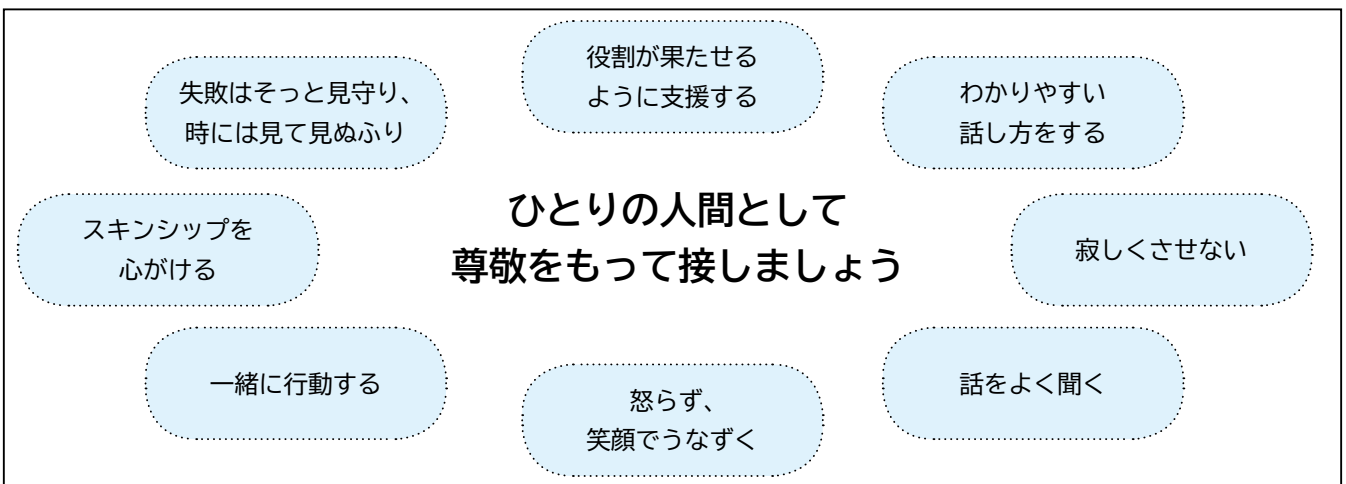 役割が果たせる
ように支援する
失敗はそっと見守り、
時には見て見ぬふり
わかりやすい
話し方をする
ひとりの人間として
尊敬をもって接しましょう
スキンシップを
心がける
寂しくさせない
一緒に行動する
怒らず、
笑顔でうなずく
話をよく聞く